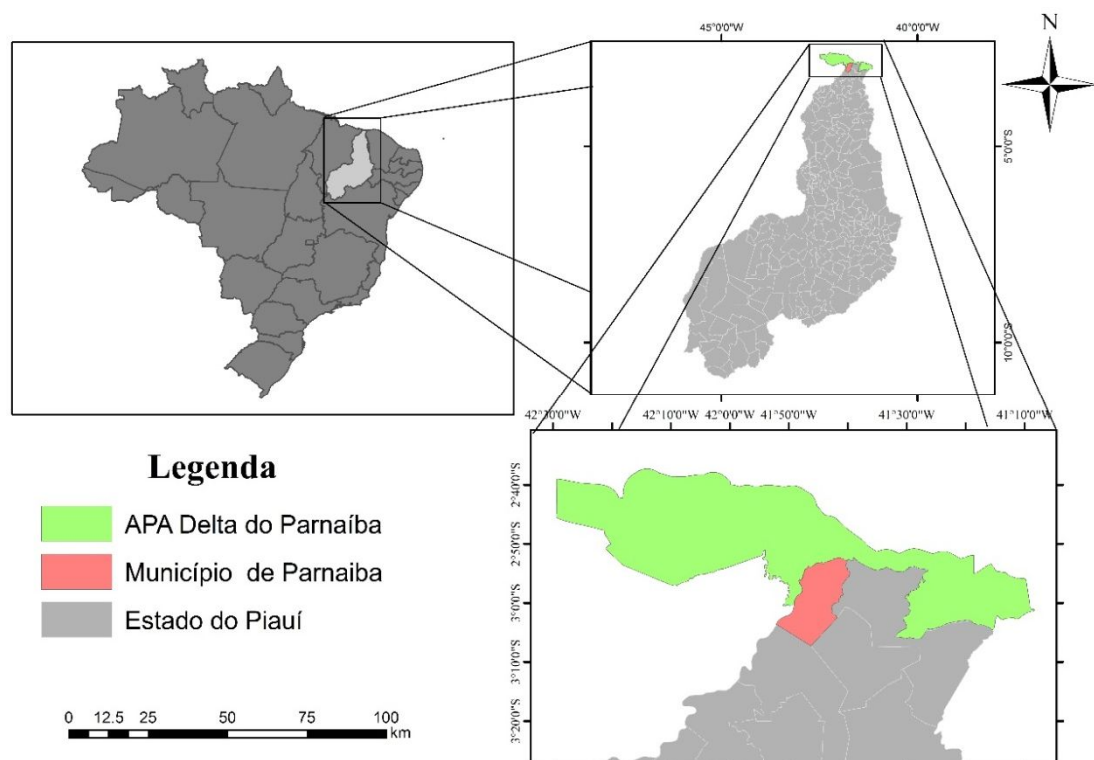 45°0'0"W 40°0'0"W
N
5°0'0"S
10°0'0"S
42°30'0"W 42°10'0"W 42°0'0"W 41°50'0"W 41°30'0"W 41°10'0"W
2°40'0"S
2°50'0"S
3°0'0"S
3°10'0"S
3°20'0"S
Legenda
APA Delta do Parnaíba
Município de Parnaiba
Estado do Piauí
0 12.5 25 50 75 100
km